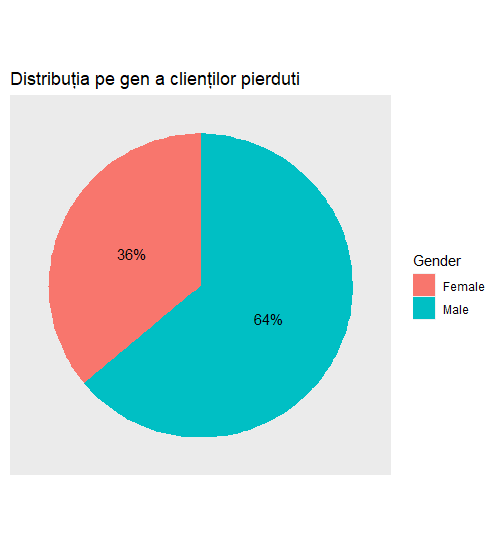 Distribuția pe gen a clienților pierduti
36%
64%
Gender
Female
Male